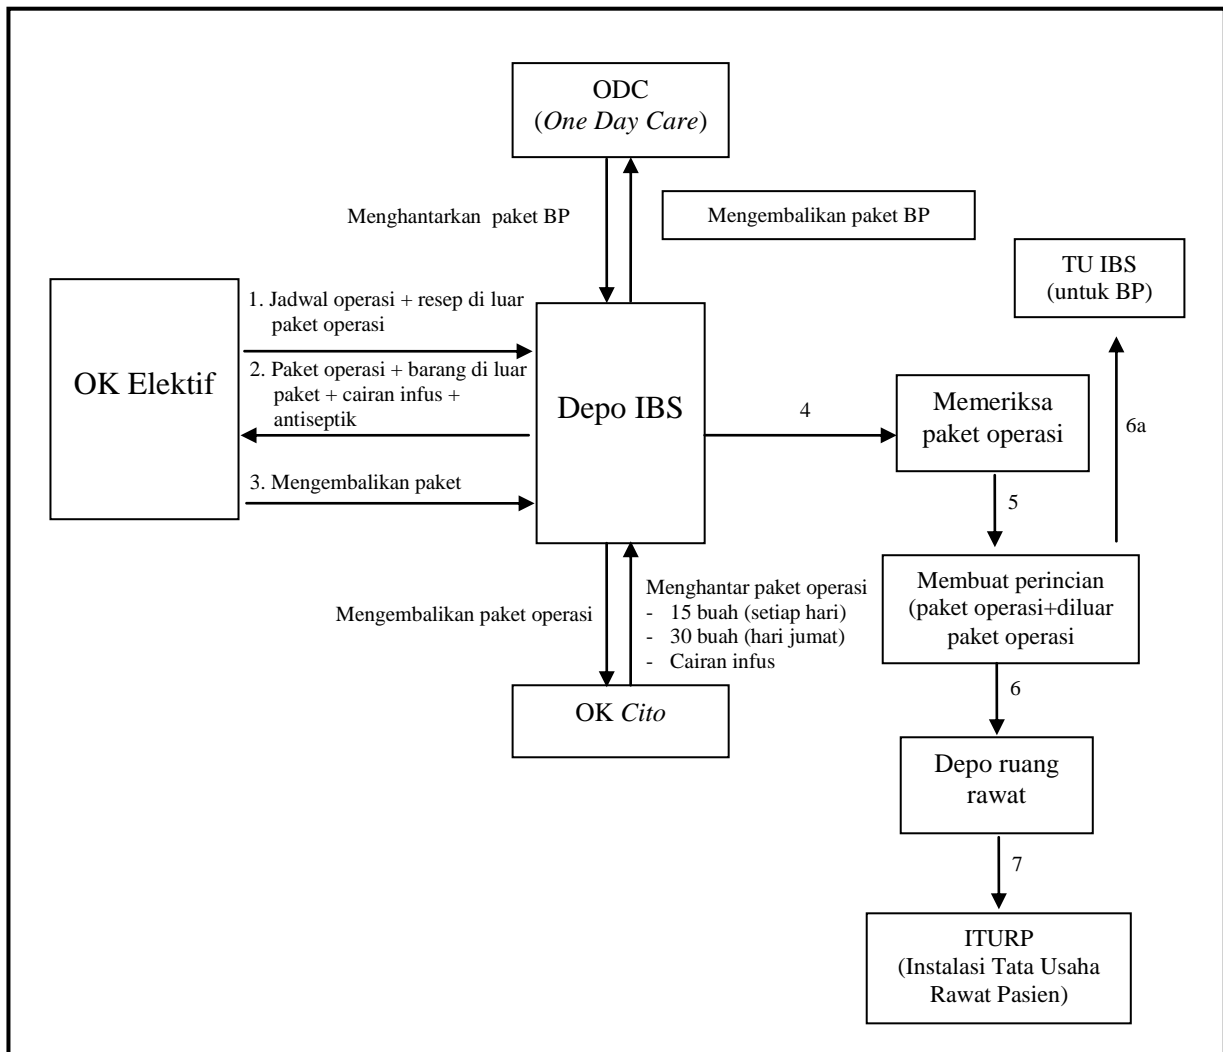 ODC
(One Day Care)
Menghantarkan paket BP
Mengembalikan paket BP
TU IBS
(untuk BP)
OK Elektif
1. Jadwal operasi + resep di luar
paket operasi
2. Paket operasi + barang di luar
paket + cairan infus +
antiseptik
3. Mengembalikan paket
Depo IBS
4
Memeriksa
paket operasi
6a
5
Membuat perincian
(paket operasi+diluar
paket operasi
Mengembalikan paket operasi
Menghantar paket operasi
- 15 buah (setiap hari)
- 30 buah (hari jumat)
- Cairan infus
OK Cito
6
Depo ruang
rawat
7
ITURP
(Instalasi Tata Usaha
Rawat Pasien)